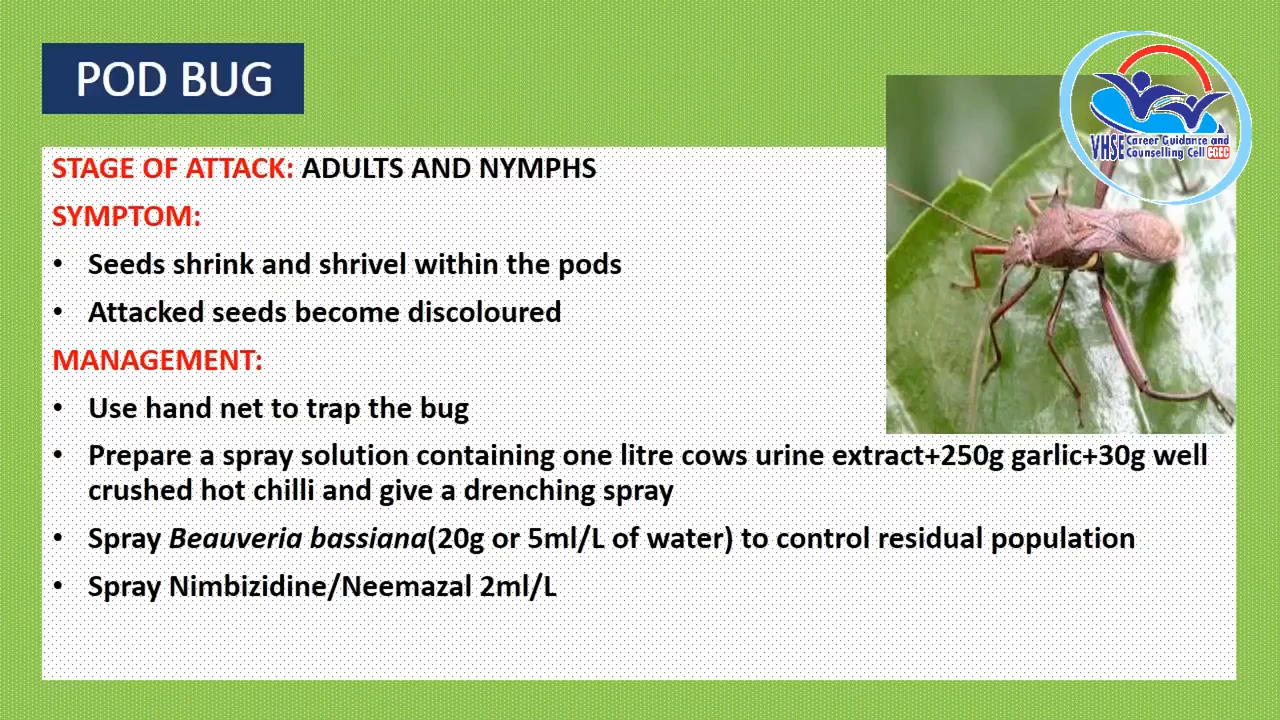 POD BUG
VHSE Career Guidance and
Counselling Cell CGCC
STAGE OF ATTACK: ADULTS AND NYMPHS
SYMPTOM:
• Seeds shrink and shrivel within the pods
• Attacked seeds become discoloured
MANAGEMENT:
• Use hand net to trap the bug
• Prepare a spray solution containing one litre cows urine extract+250g garlic+30g well
crushed hot chilli and give a drenching spray
• Spray Beauveria bassiana(20g or 5ml/L of water) to control residual population
• Spray Nimbizidine/Neemazal 2ml/L